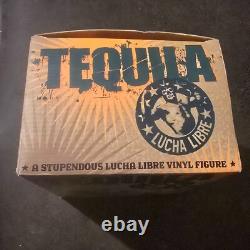 TEQUILA
LUCHA LIBRE
★ A STUPENDOUS LUCHA LIBRE VINYL FIGURE ★